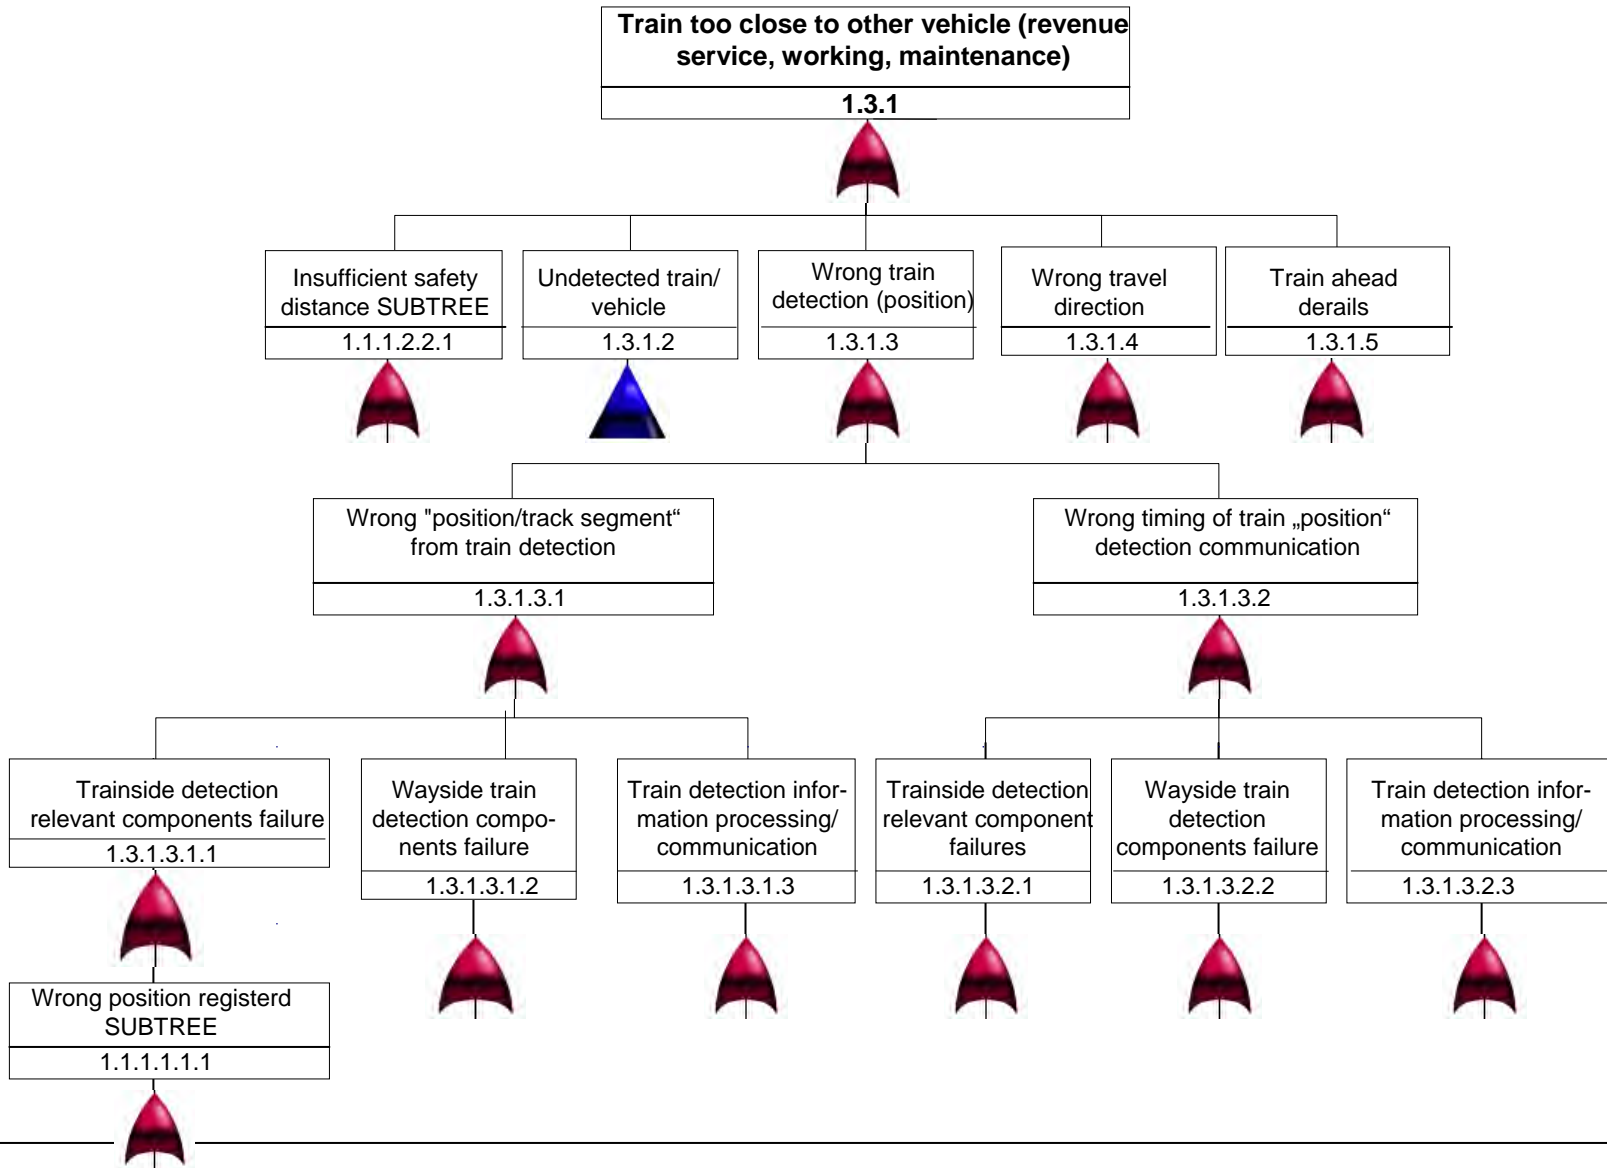 Train too close to other vehicle (revenue
service, working, maintenance)
1.3.1
Insufficient safety
distance SUBTREE
1.1.1.2.2.1
Undetected train/
vehicle
1.3.1.2
Wrong train
detection (position)
1.3.1.3
Wrong travel
direction
1.3.1.4
Train ahead
derails
1.3.1.5
Wrong "position/track segment“
from train detection
1.3.1.3.1
Wrong timing of train „position“
detection communication
1.3.1.3.2
Trainside detection
relevant components failure
1.3.1.3.1.1
Wayside train
detection compo-
nents failure
1.3.1.3.1.2
Train detection infor-
mation processing/
communication
1.3.1.3.1.3
Trainside detection
relevant component
failures
1.3.1.3.2.1
Wayside train
detection
components failure
1.3.1.3.2.2
Train detection infor-
mation processing/
communication
1.3.1.3.2.3
Wrong position registerd
SUBTREE
1.1.1.1.1.1